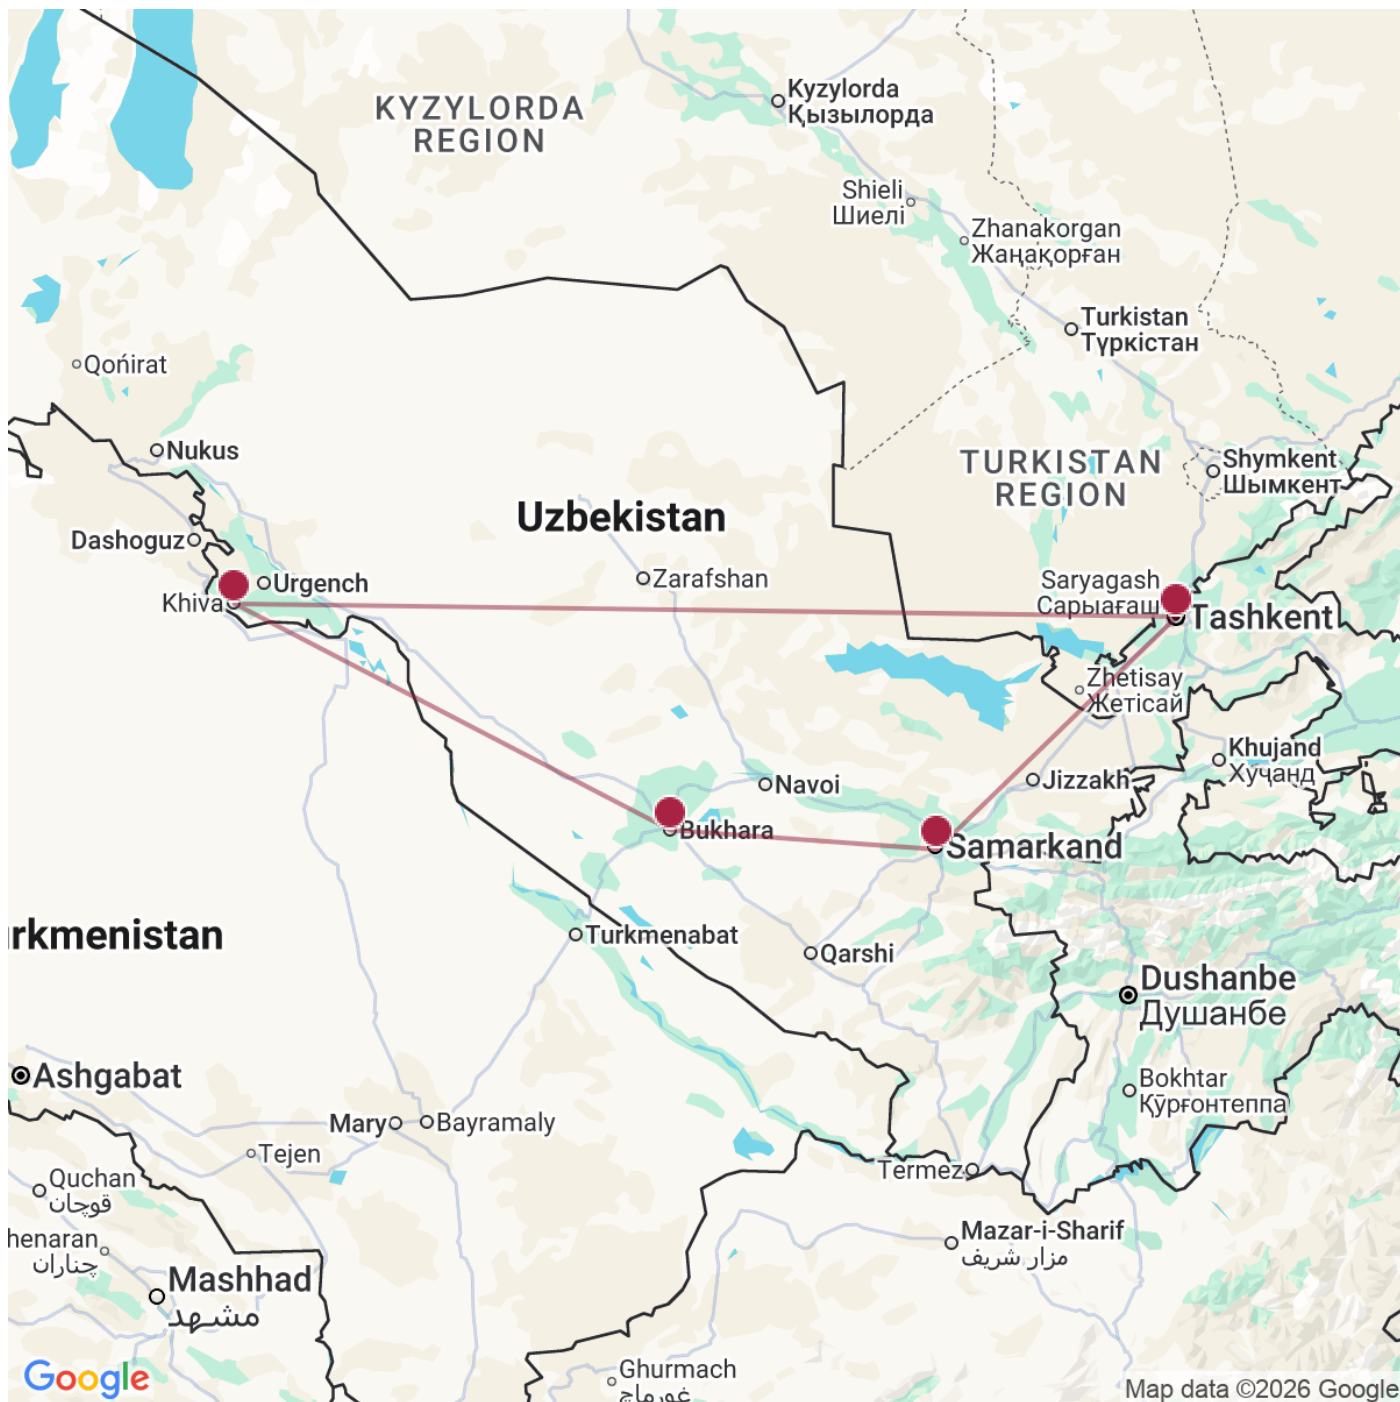 KYZYLORDA
REGION
Kyzylorda
Қызылорда
Shieli
Шиелі
Zhanakorgan
Жаңақорған
Turkistan
Түркістан
Qońirat
Nukus
TURKISTAN
REGION
Shymkent
Шымкент
Uzbekistan
Dashoguz
Urgench
Zarafshan
Saryagash
Сарыағаш
Khiva
Tashkent
Zhetisay
Жетісай
Khujand
Хуҷанд
Navoi
Jizzakh
Bukhara
Samarkand
rkmenistan
Turkmenabat
Qarshi
Dushanbe
Душанбе
Ashgabat
Bokhtar
Қӯрғонтеппа
Mary
Bayramaly
Tejen
Termez
Quchan
قوچان
henaran
چناران
Mazar-i-Sharif
مزار شریف
Mashhad
مشهد
Ghurmach
غورماچ
Google
Map data ©2026 Google